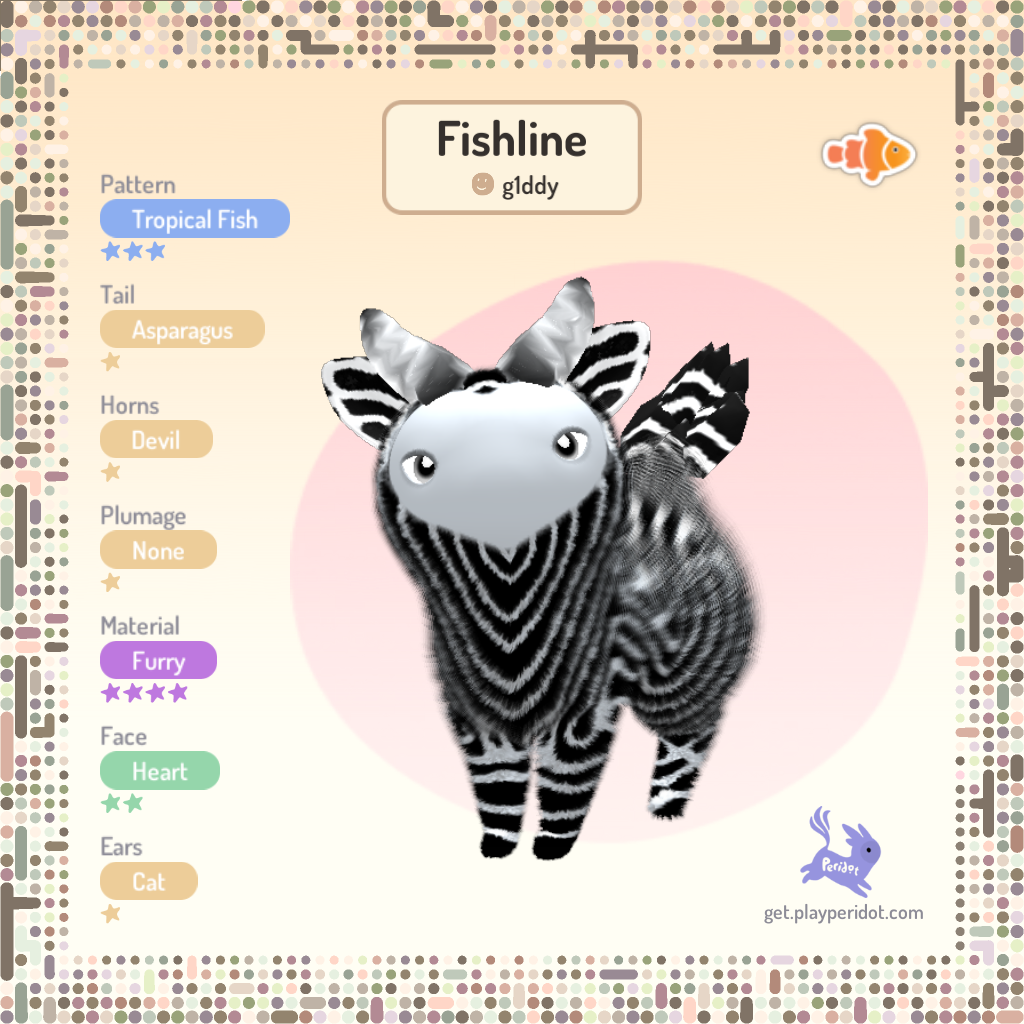 Fishline
g1ddy
Pattern
Tropical Fish
Tail
Asparagus
Horns
Devil
Plumage
None
Material
Furry
Face
Heart
Ears
Cat
Peridot
get.playperidot.com